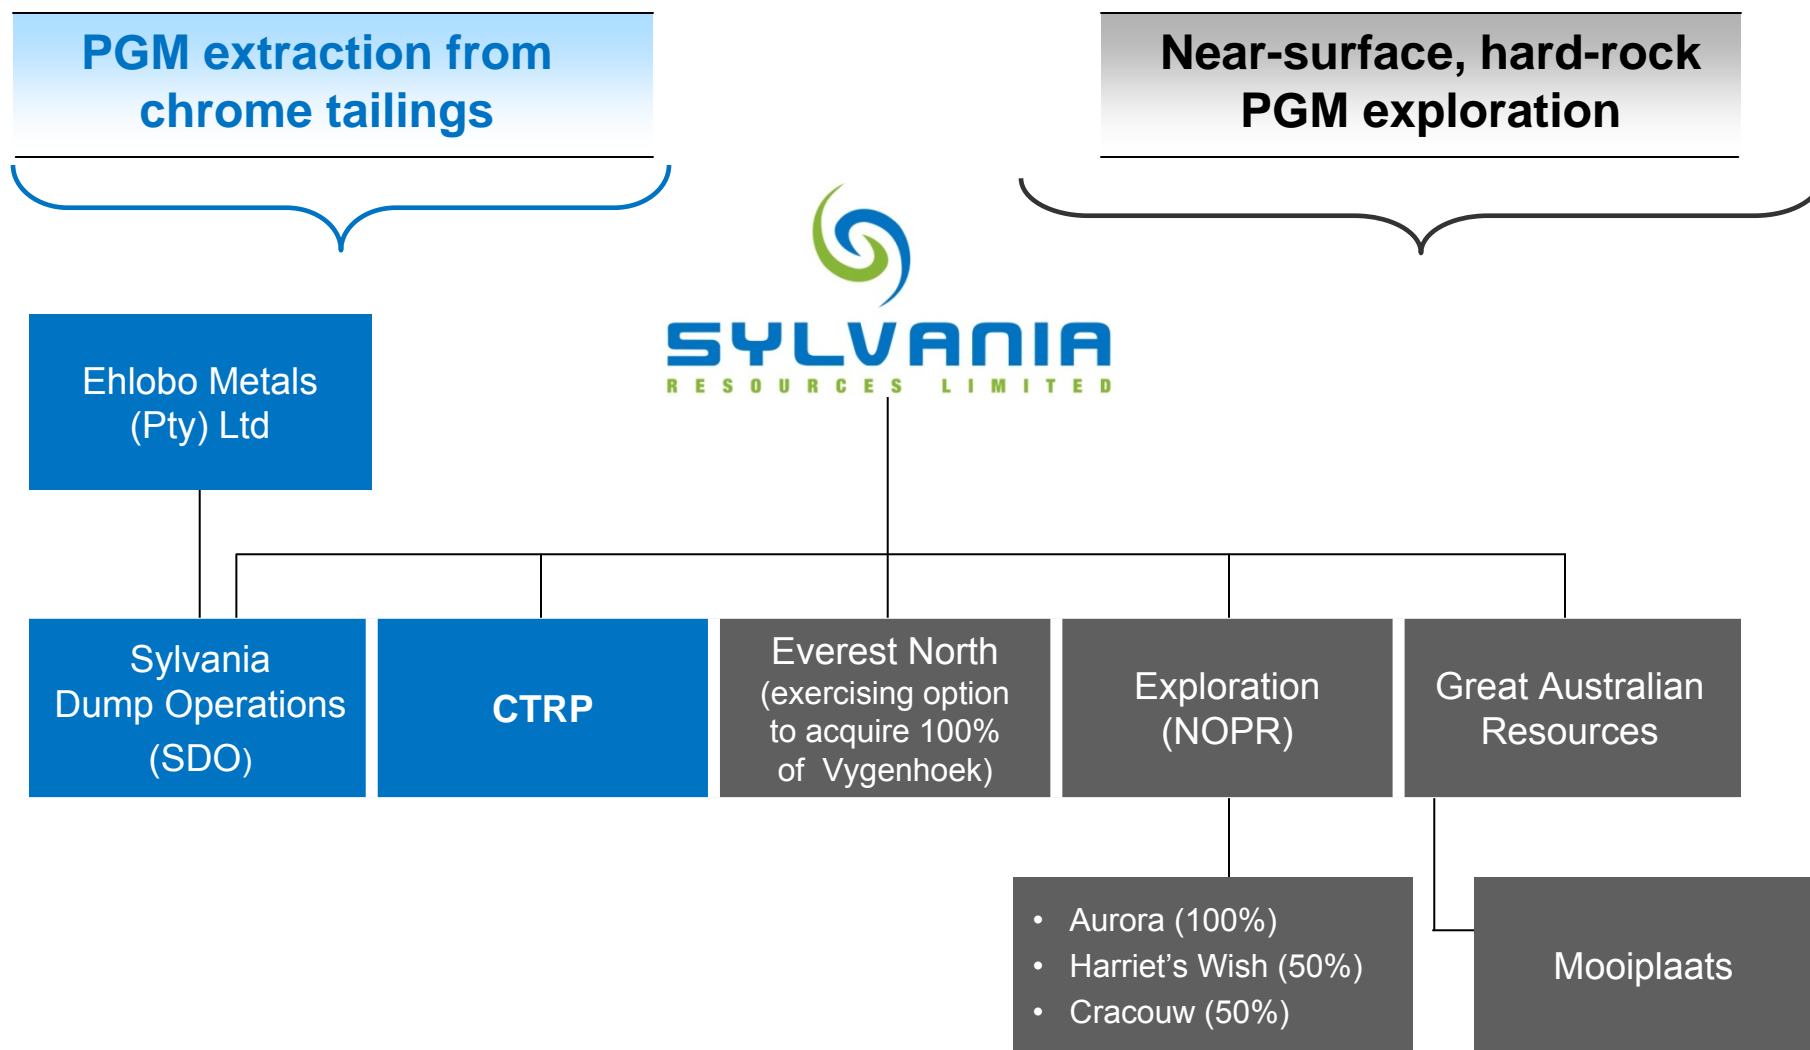 PGM extraction from
chrome tailings
Near-surface, hard-rock
PGM exploration
SYLVANIA
RESOURCES LIMITED
Ehlobo Metals
(Pty) Ltd
Sylvania
Dump Operations
(SDO)
CTRP
Everest North
(exercising option
to acquire 100%
of Vygenhoek)
Exploration
(NOPR)
Great Australian
Resources
• Aurora (100%)
• Harriet’s Wish (50%)
• Cracouw (50%)
Mooiplaats